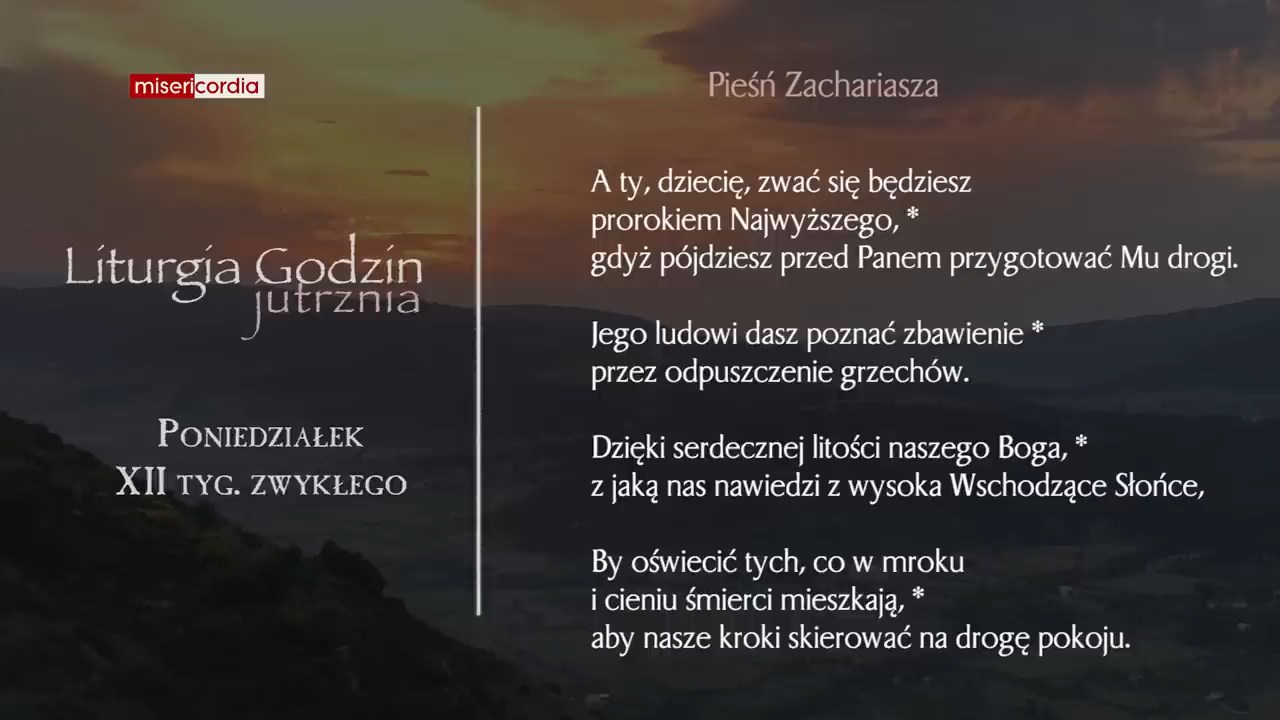 misericordia
Liturgia Godzin
jutrznia
Poniedziałek
XII tyg. zwykłego
Pieśń Zachariasza
A ty, dziecię, zwać się będziesz
prorokiem Najwyższego, *
gdyż pójdziesz przed Panem przygotować Mu drogi.
Jego ludowi dasz poznać zbawienie *
przez odpuszczenie grzechów.
Dzięki serdecznej litości naszego Boga, *
z jaką nas nawiedzi z wysoka Wschodzące Słońce,
By oświecić tych, co w mroku
i cieniu śmierci mieszkają, *
aby nasze kroki skierować na drogę pokoju.